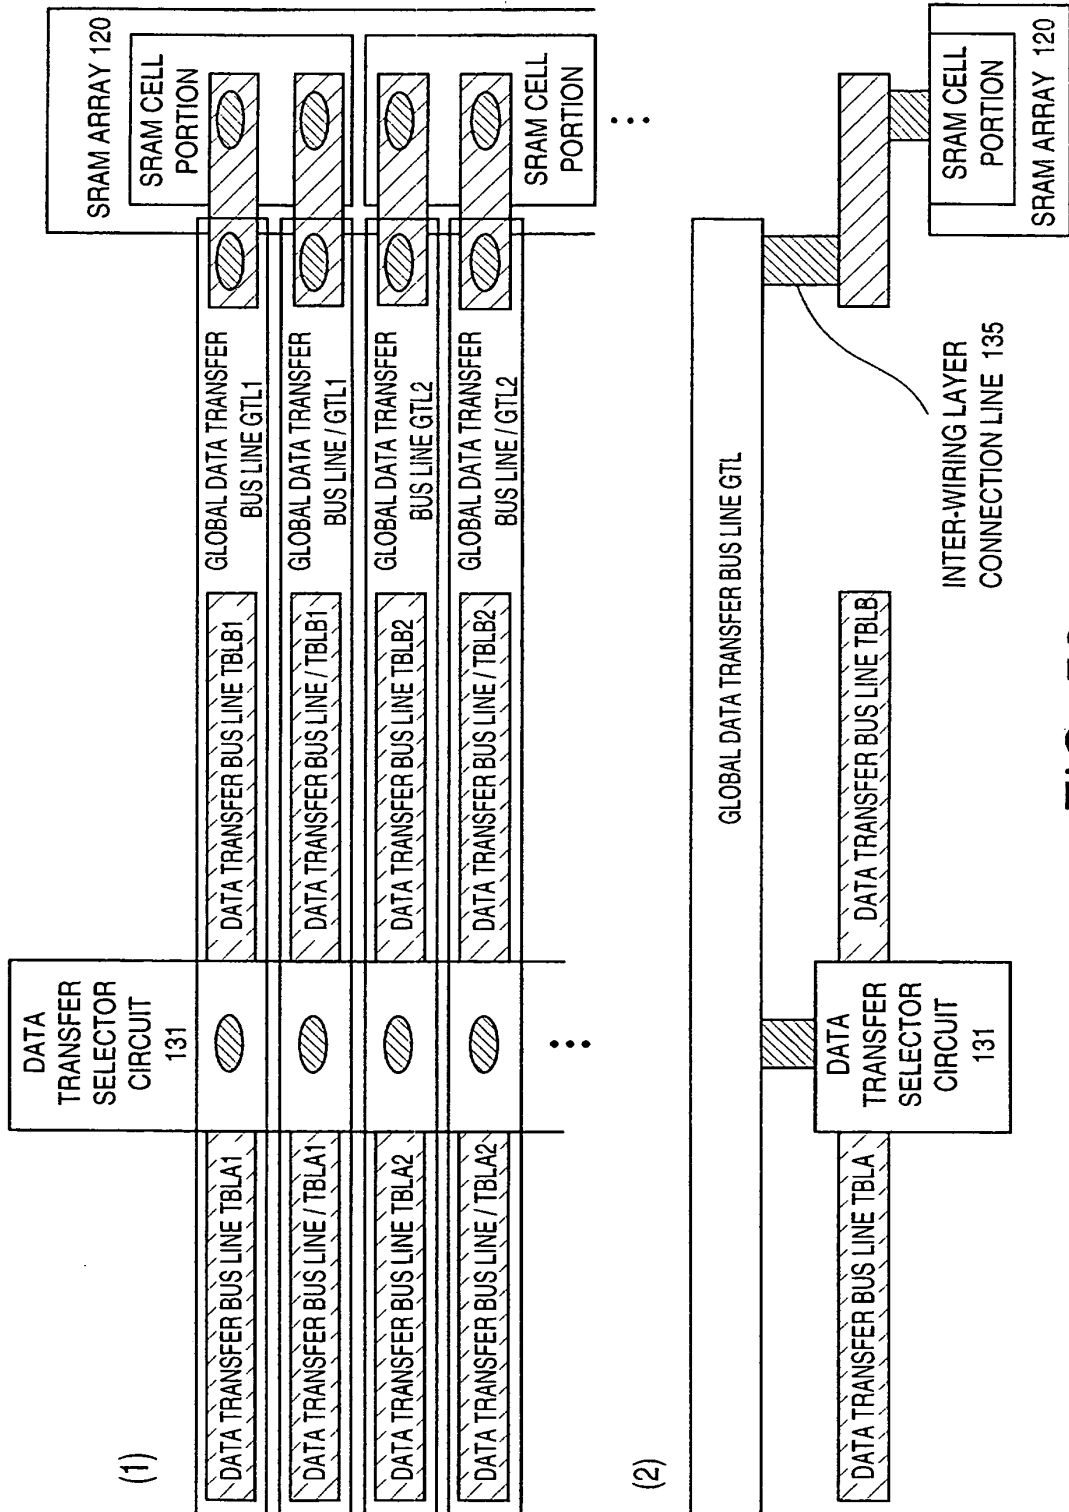 (1)
DATA
TRANSFER
SELECTOR
CIRCUIT
131
SRAM ARRAY 120
SRAM CELL
PORTION
DATA TRANSFER BUS LINE TBLA1
DATA TRANSFER BUS LINE TBLB1
GLOBAL DATA TRANSFER
BUS LINE GTL1
DATA TRANSFER BUS LINE / TBLA1
DATA TRANSFER BUS LINE / TBLB1
GLOBAL DATA TRANSFER
BUS LINE / GTL1
DATA TRANSFER BUS LINE TBLA2
DATA TRANSFER BUS LINE TBLB2
GLOBAL DATA TRANSFER
BUS LINE GTL2
DATA TRANSFER BUS LINE / TBLA2
DATA TRANSFER BUS LINE / TBLB2
GLOBAL DATA TRANSFER
BUS LINE / GTL2
SRAM CELL
PORTION
(2)
GLOBAL DATA TRANSFER BUS LINE GTL
DATA TRANSFER BUS LINE TBLA
DATA
TRANSFER
SELECTOR
CIRCUIT
131
DATA TRANSFER BUS LINE TBLB
INTER-WIRING LAYER
CONNECTION LINE 135
SRAM CELL
PORTION
SRAM ARRAY 120